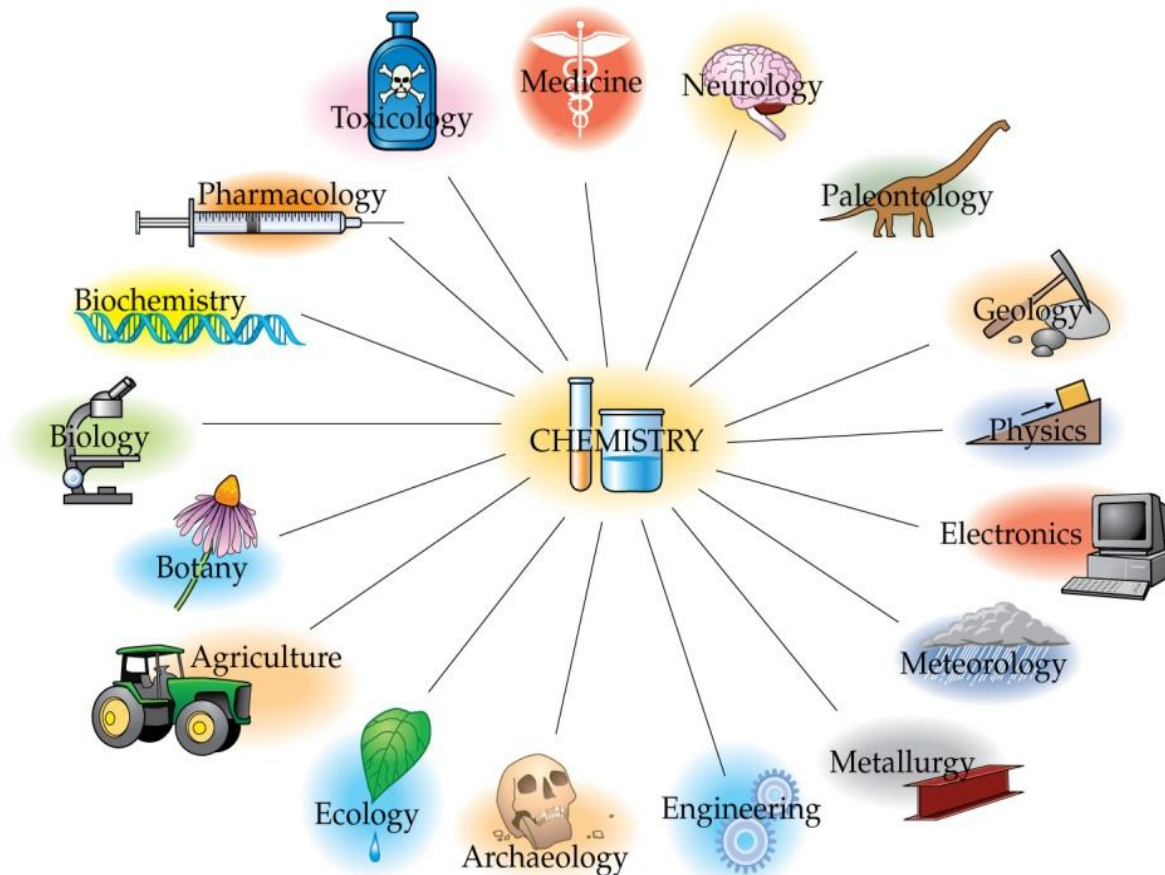 Medicine
Neurology
Toxicology
Pharmacology
Paleontology
Biochemistry
Geology
Biology
CHEMISTRY
Physics
Electronics
Botany
Agriculture
Meteorology
Metallurgy
Ecology
Engineering
Archaeology